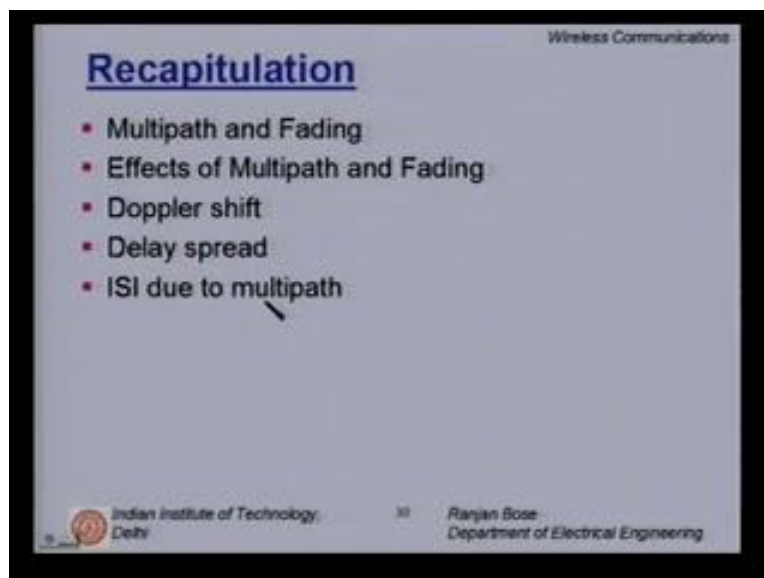 Wireless Communications
Recapitulation
Multipath and Fading
Effects of Multipath and Fading
Doppler shift
Delay spread
ISI due to multipath
Indian Institute of Technology,
Delhi
Ranjan Bose
Department of Electrical Engineering